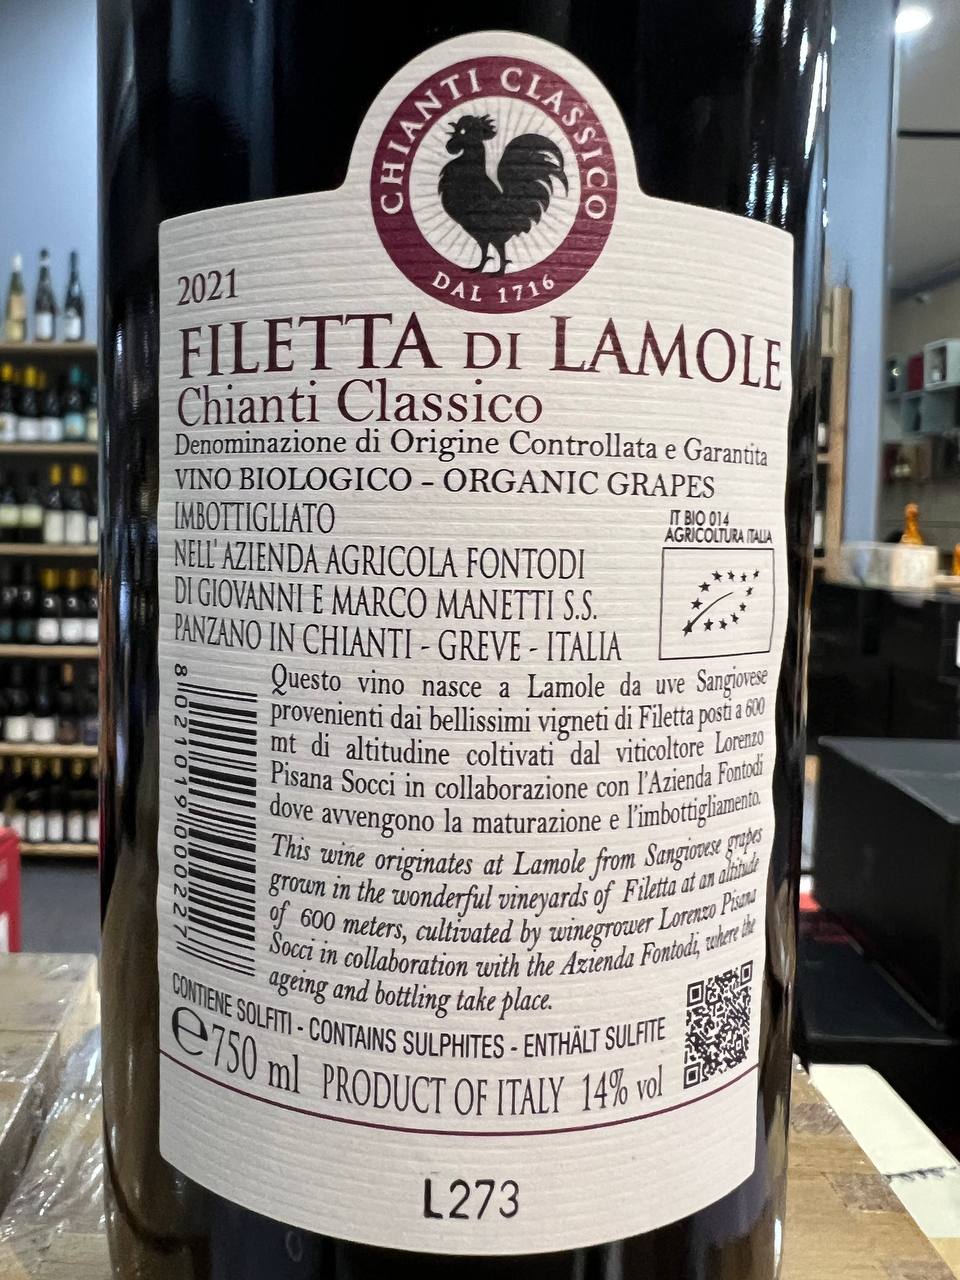 CHIANTI CLASSICO
DAL 1716
2021
FILETTA DI LAMOLE
Chianti Classico
Denominazione di Origine Controllata e Garantita
VINO BIOLOGICO – ORGANIC GRAPES
IMBOTTIGLIATO
NELL'AZIENDA AGRICOLA FONTODI
DI GIOVANNI E MARCO MANETTI S.S.
PANZANO IN CHIANTI - GREVE - ITALIA
IT BIO 014
AGRICOLTURA ITALIA
8 021019 000227
Questo vino nasce a Lamole da uve Sangiovese
provenienti dai bellissimi vigneti di Filetta posti a 600
mt di altitudine coltivati dal viticoltore Lorenzo
Pisana Socci in collaborazione con l'Azienda Fontodi
dove avvengono la maturazione e l'imbottigliamento.
This wine originates at Lamole from Sangiovese grapes
grown in the wonderful vineyards of Filetta at an altitude
of 600 meters, cultivated by winegrower Lorenzo Pisana
Socci in collaboration with the Azienda Fontodi, where the
ageing and bottling take place.
CONTIENE SOLFITI - CONTAINS SULPHITES - ENTHÄLT SULFITE
e 750 ml PRODUCT OF ITALY 14% vol
L273